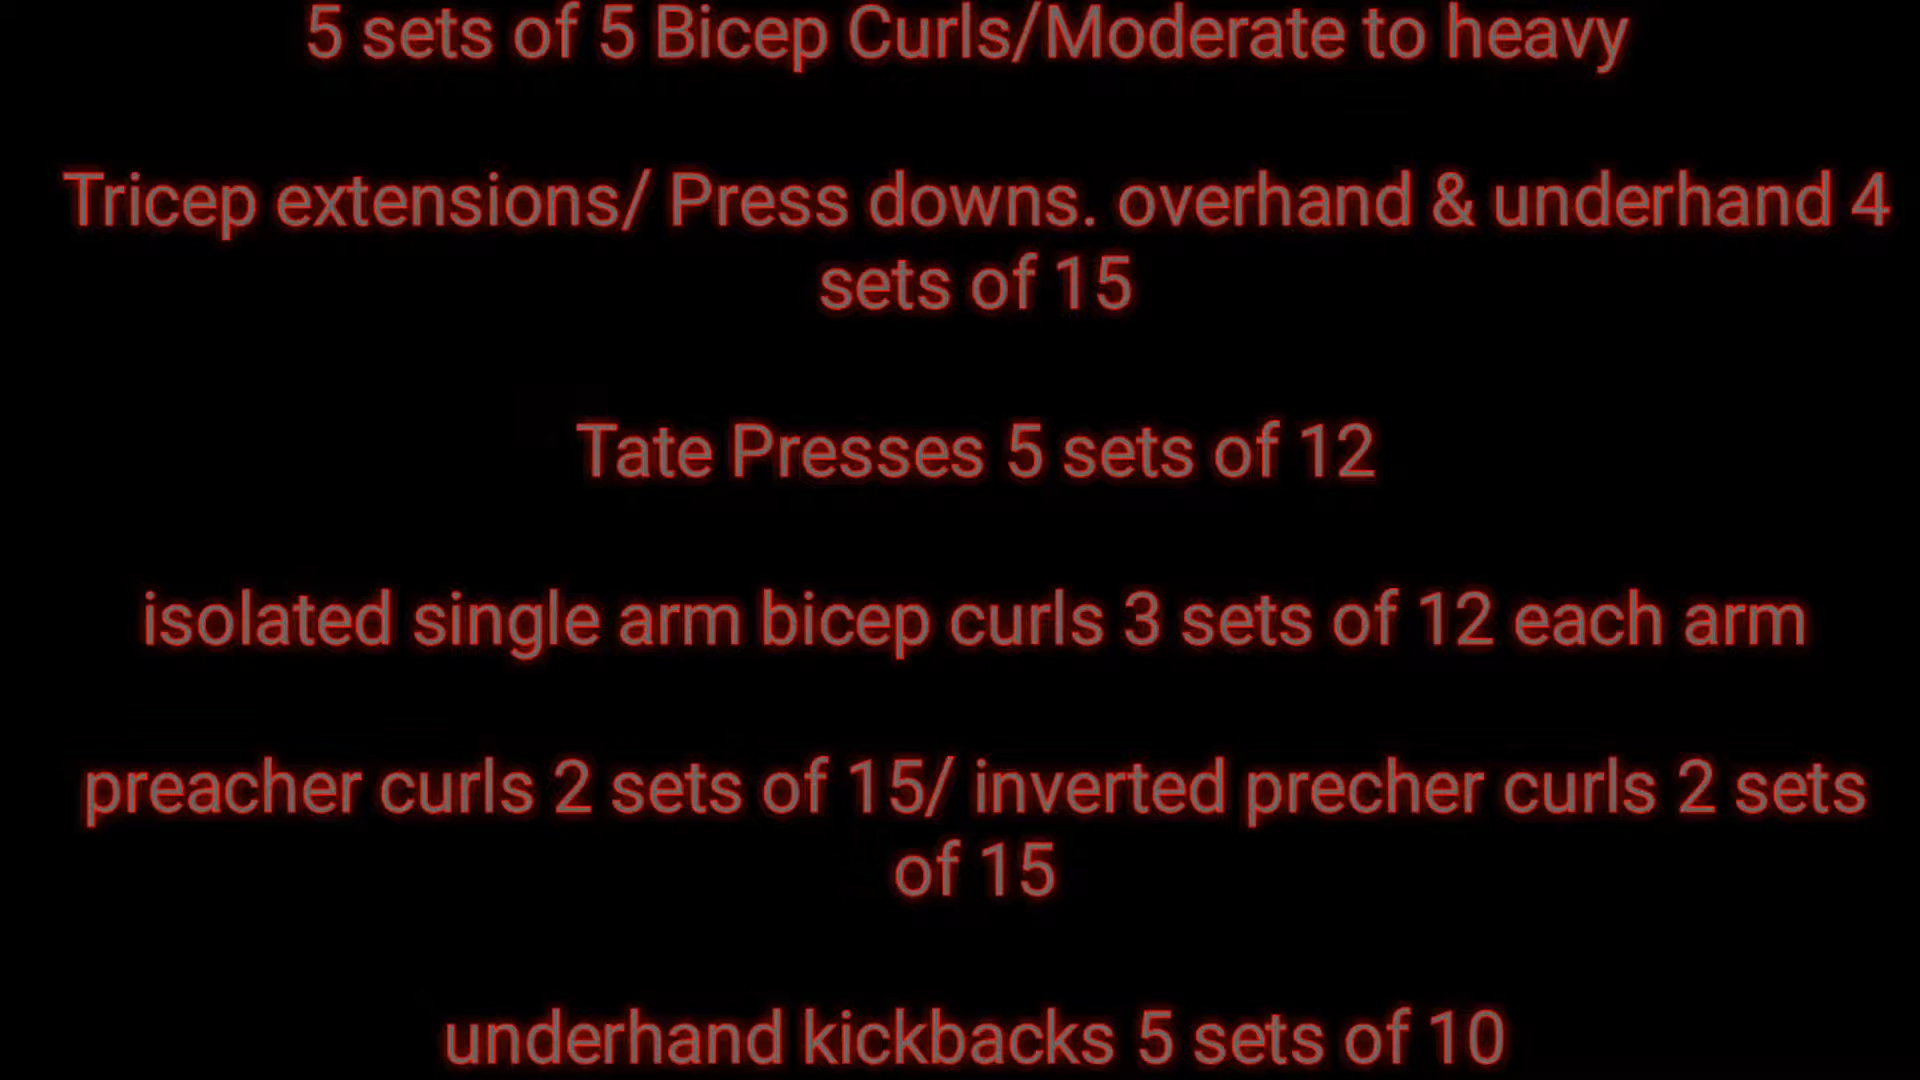 5 sets of 5 Bicep Curls/Moderate to heavy
Tricep extensions/ Press downs. overhand & underhand 4
sets of 15
Tate Presses 5 sets of 12
isolated single arm bicep curls 3 sets of 12 each arm
preacher curls 2 sets of 15/ inverted precher curls 2 sets
of 15
underhand kickbacks 5 sets of 10